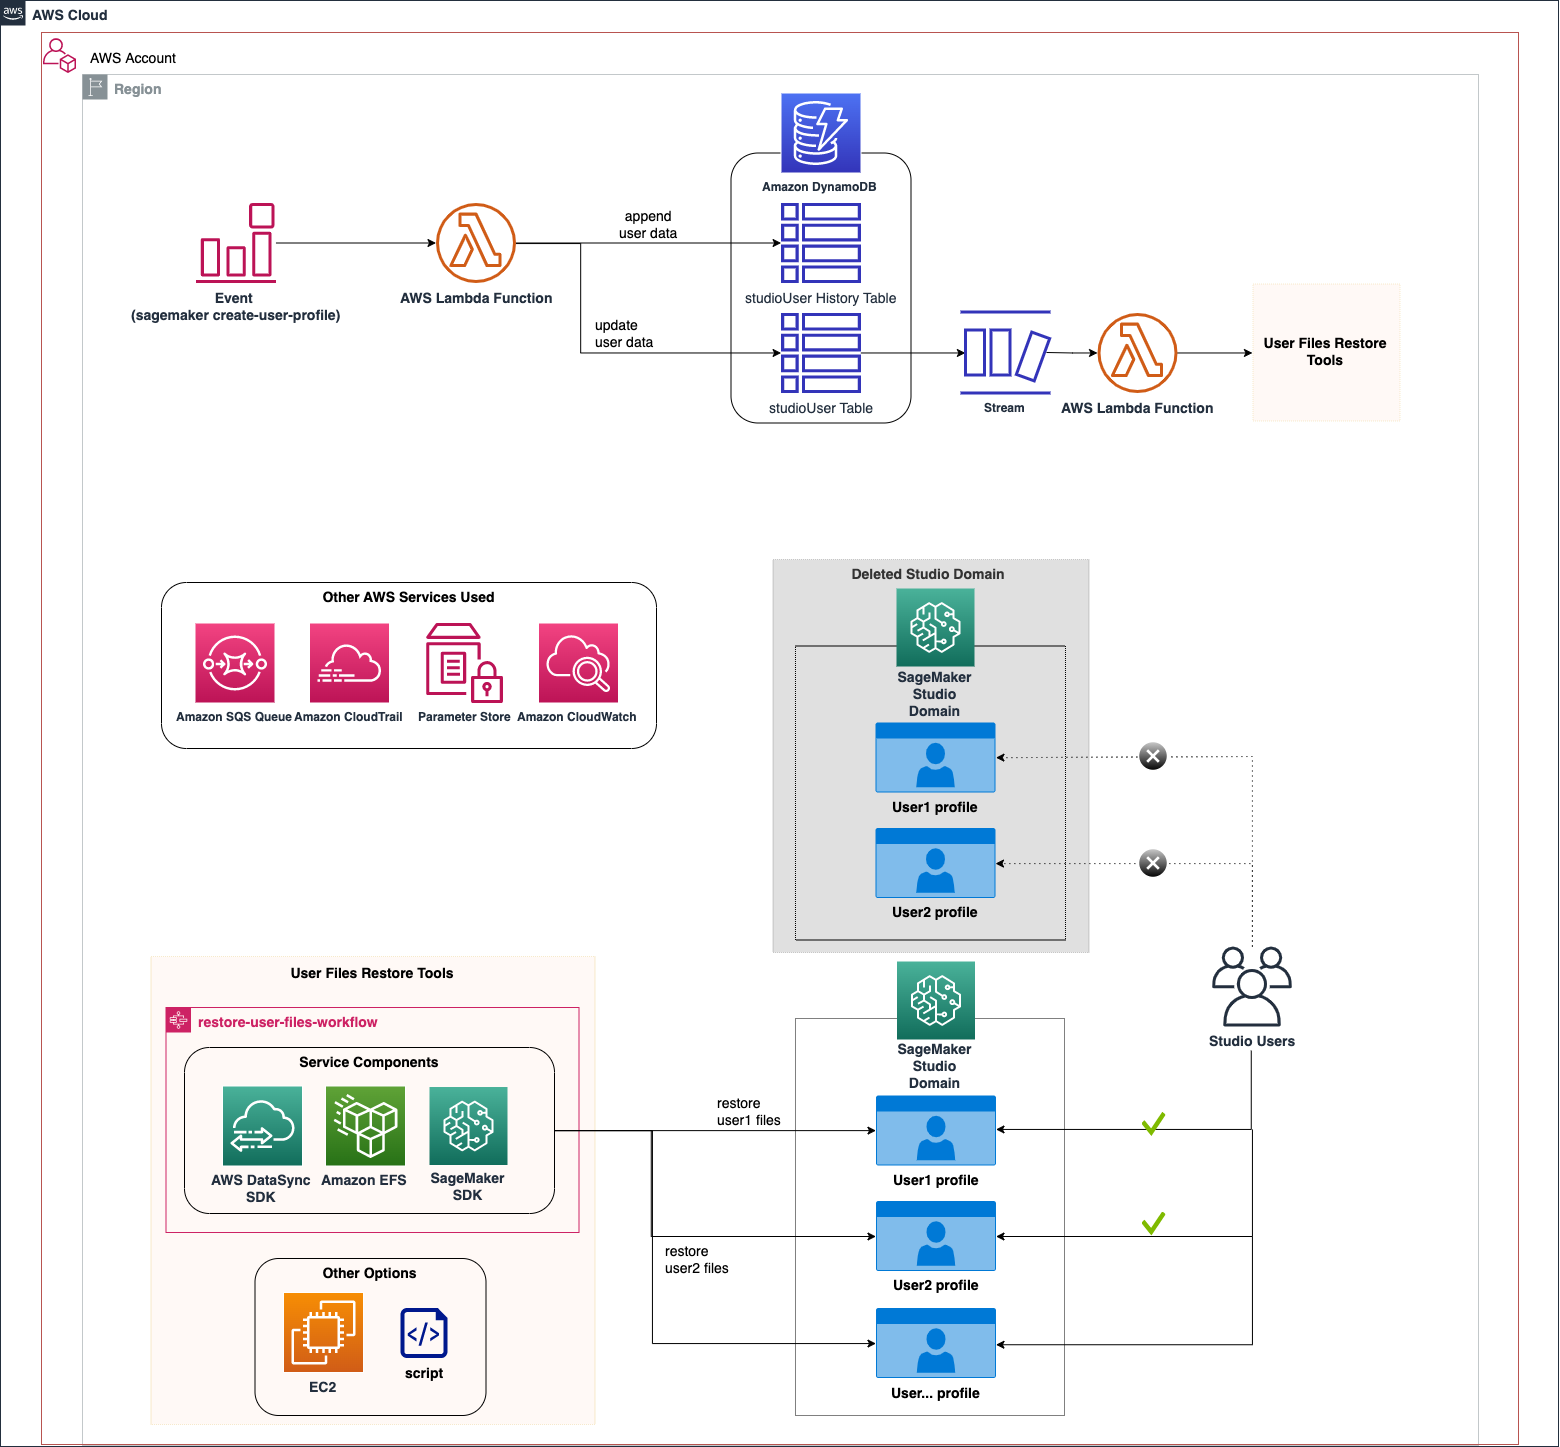 aws
AWS Cloud
AWS Account
Region
Amazon DynamoDB
append
user data
studioUser History Table
Event
(sagemaker create-user-profile)
AWS Lambda Function
update
user data
studioUser Table
Stream
AWS Lambda Function
User Files Restore
Tools
Other AWS Services Used
Amazon SQS Queue
Amazon CloudTrail
Parameter Store
Amazon CloudWatch
Deleted Studio Domain
SageMaker
Studio
Domain
User1 profile
User2 profile
Studio Users
User Files Restore Tools
restore-user-files-workflow
Service Components
AWS DataSync
SDK
Amazon EFS
SageMaker
SDK
Other Options
EC2
script
restore
user1 files
restore
user2 files
SageMaker
Studio
Domain
User1 profile
User2 profile
User... profile